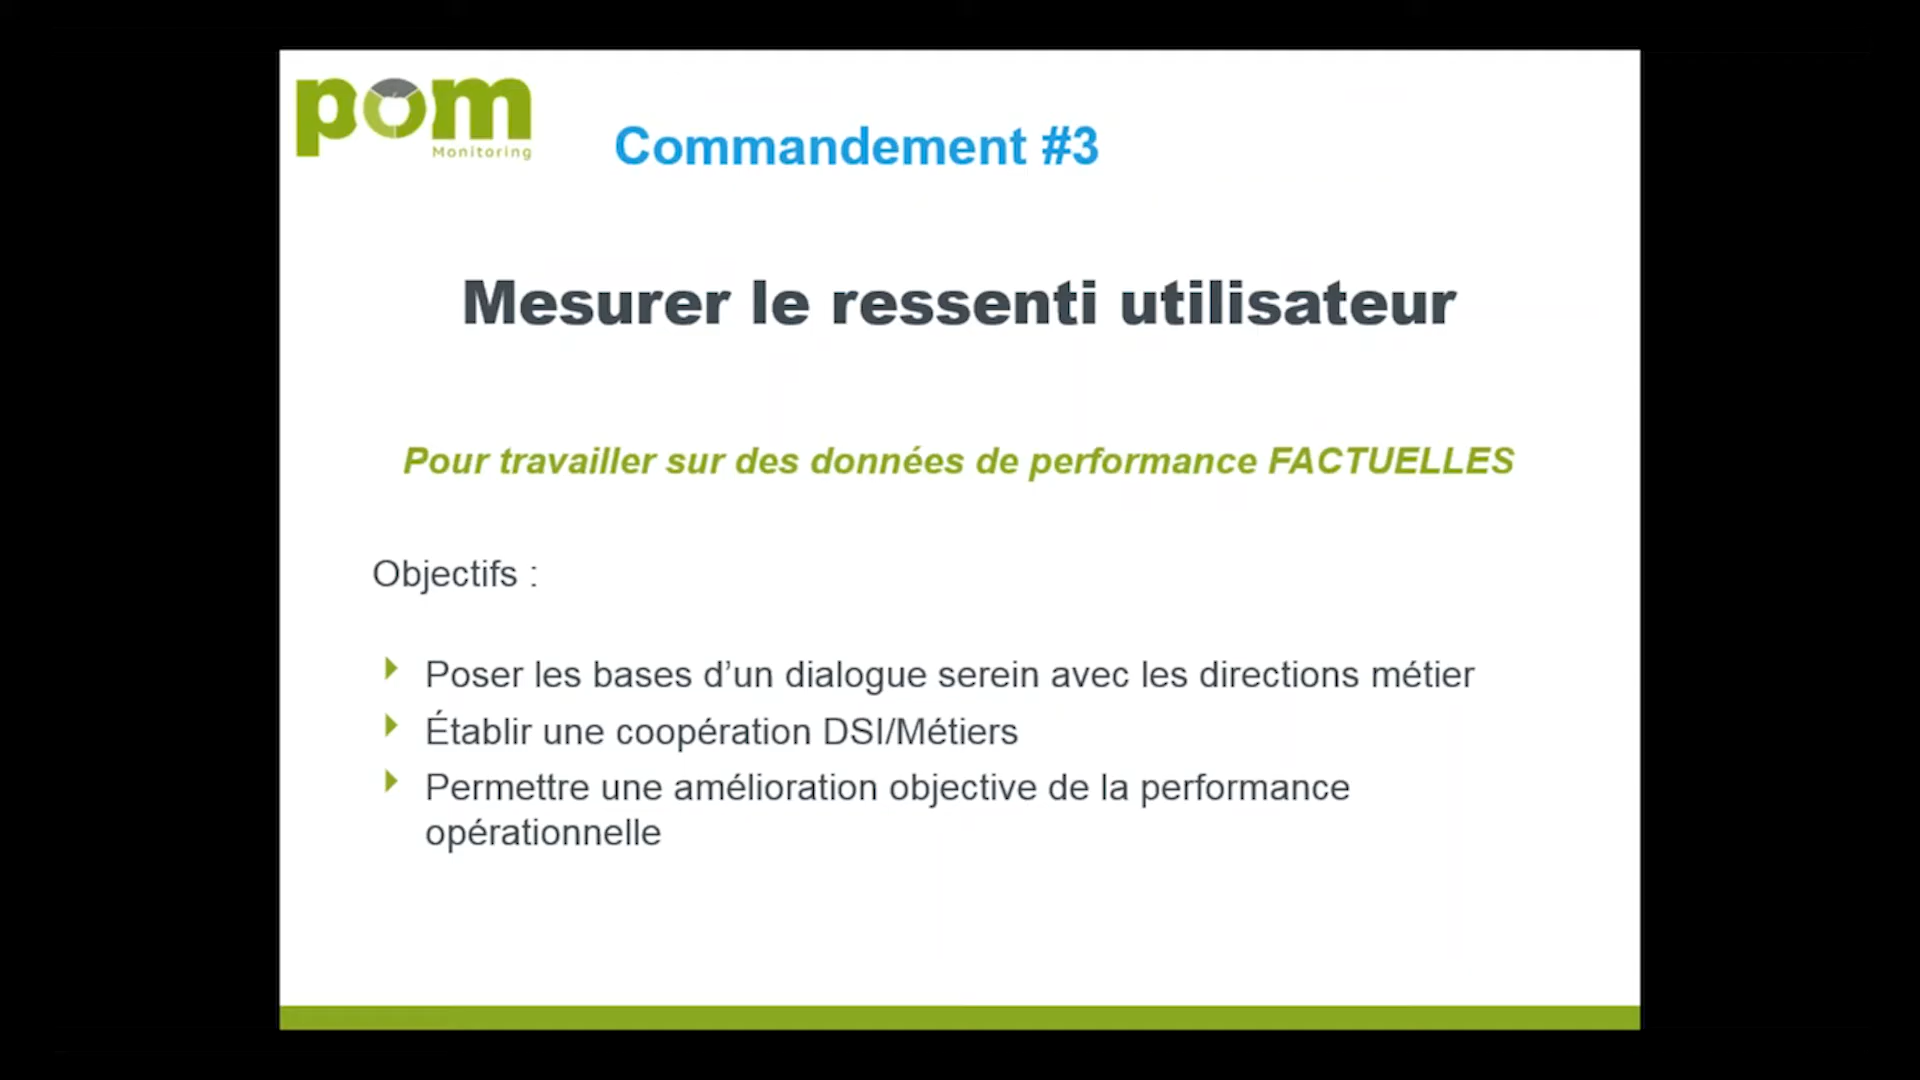 pom
Monitoring
Commandement #3
Mesurer le ressenti utilisateur
Pour travailler sur des données de performance FACTUELLES
Objectifs :
Poser les bases d’un dialogue serein avec les directions métier
Établir une coopération DSI/Métiers
Permettre une amélioration objective de la performance
opérationnelle